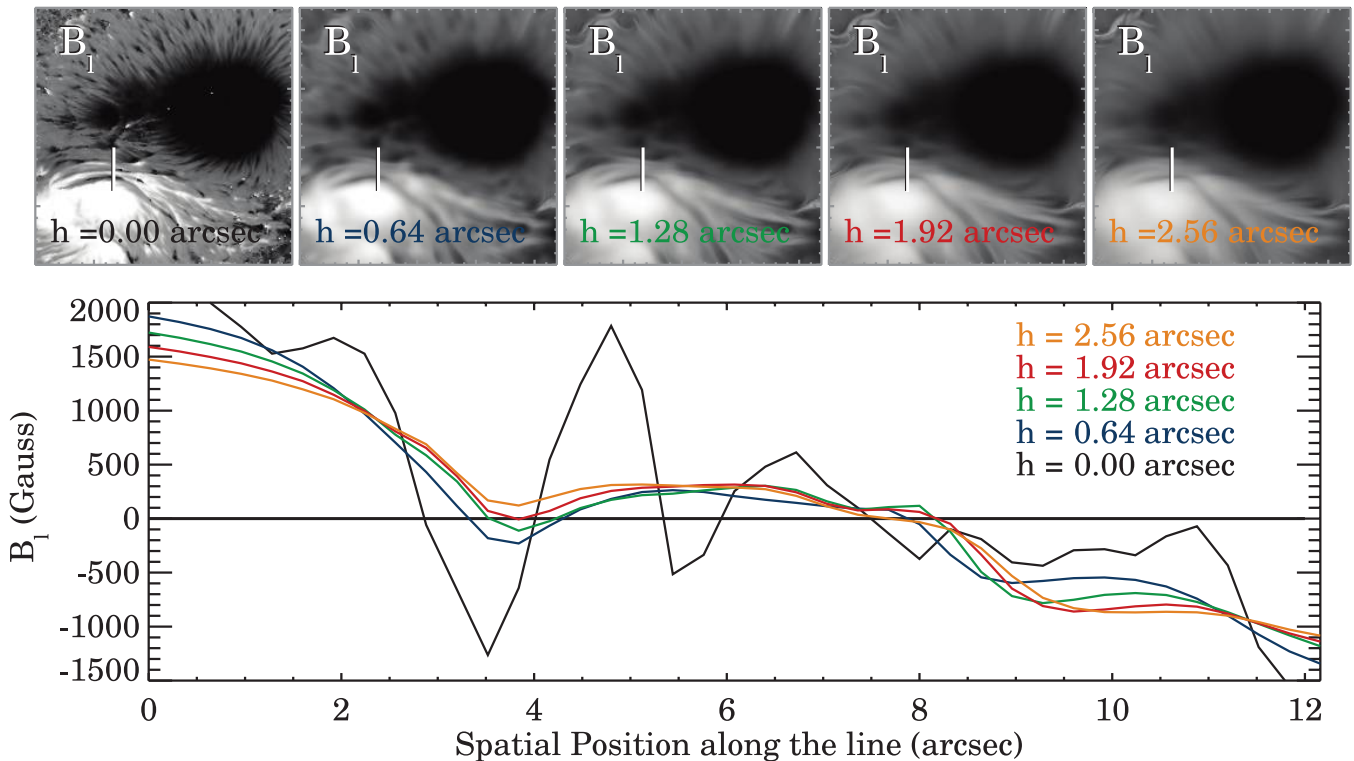 B_l
B_l
B_l
B_l
B_l
h =0.00 arcsec
h =0.64 arcsec
h =1.28 arcsec
h =1.92 arcsec
h =2.56 arcsec
h = 2.56 arcsec
h = 1.92 arcsec
h = 1.28 arcsec
h = 0.64 arcsec
h = 0.00 arcsec
2000
1500
1000
500
0
-500
-1000
-1500
B_l (Gauss)
0 2 4 6 8 10 12
Spatial Position along the line (arcsec)